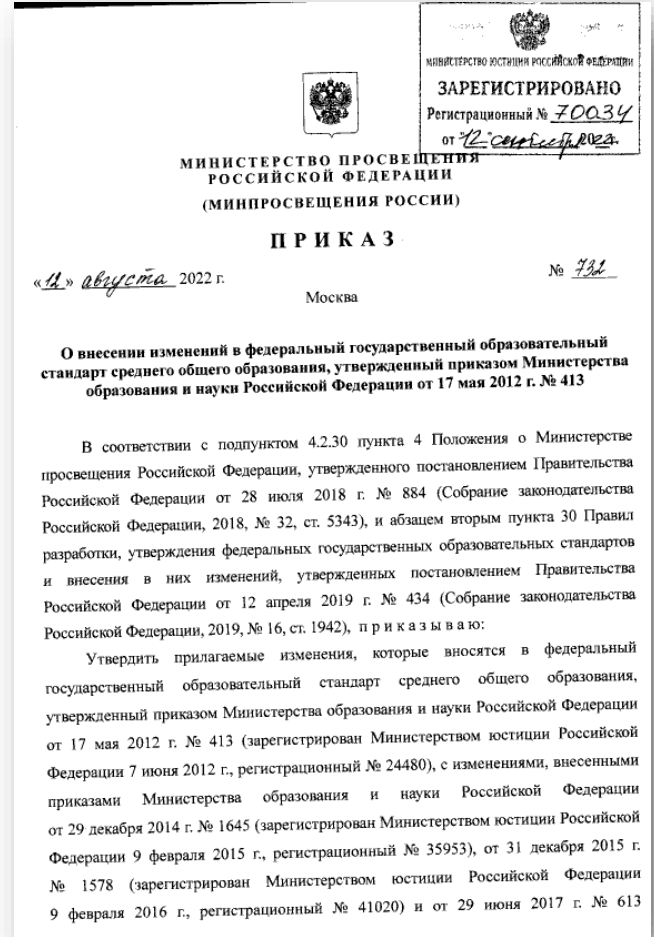 МИНИСТЕРСТВО ЮСТИЦИИ РОССИЙСКОЙ ФЕДЕРАЦИИ
ЗАРЕГИСТРИРОВАНО
Регистрационный № 70034
от "12" сентября 2022.
МИНИСТЕРСТВО ПРОСВЕЩЕНИЯ
РОССИЙСКОЙ ФЕДЕРАЦИИ
(МИНПРОСВЕЩЕНИЯ РОССИИ)
П Р И К А З
«12» августа 2022 г.
№ 732
Москва
О внесении изменений в федеральный государственный образовательный
стандарт среднего общего образования, утвержденный приказом Министерства
образования и науки Российской Федерации от 17 мая 2012 г. № 413
В соответствии с подпунктом 4.2.30 пункта 4 Положения о Министерстве
просвещения Российской Федерации, утвержденного постановлением Правительства
Российской Федерации от 28 июля 2018 г. № 884 (Собрание законодательства
Российской Федерации, 2018, № 32, ст. 5343), и абзацем вторым пункта 30 Правил
разработки, утверждения федеральных государственных образовательных стандартов
и внесения в них изменений, утвержденных постановлением Правительства
Российской Федерации от 12 апреля 2019 г. № 434 (Собрание законодательства
Российской Федерации, 2019, № 16, ст. 1942), п р и к а з ы в а ю:
Утвердить прилагаемые изменения, которые вносятся в федеральный
государственный образовательный стандарт среднего общего образования,
утвержденный приказом Министерства образования и науки Российской Федерации
от 17 мая 2012 г. № 413 (зарегистрирован Министерством юстиции Российской
Федерации 7 июня 2012 г., регистрационный № 24480), с изменениями, внесенными
приказами Министерства образования и науки Российской Федерации
от 29 декабря 2014 г. № 1645 (зарегистрирован Министерством юстиции Российской
Федерации 9 февраля 2015 г., регистрационный № 35953), от 31 декабря 2015 г.
№ 1578 (зарегистрирован Министерством юстиции Российской Федерации
9 февраля 2016 г., регистрационный № 41020) и от 29 июня 2017 г. № 613